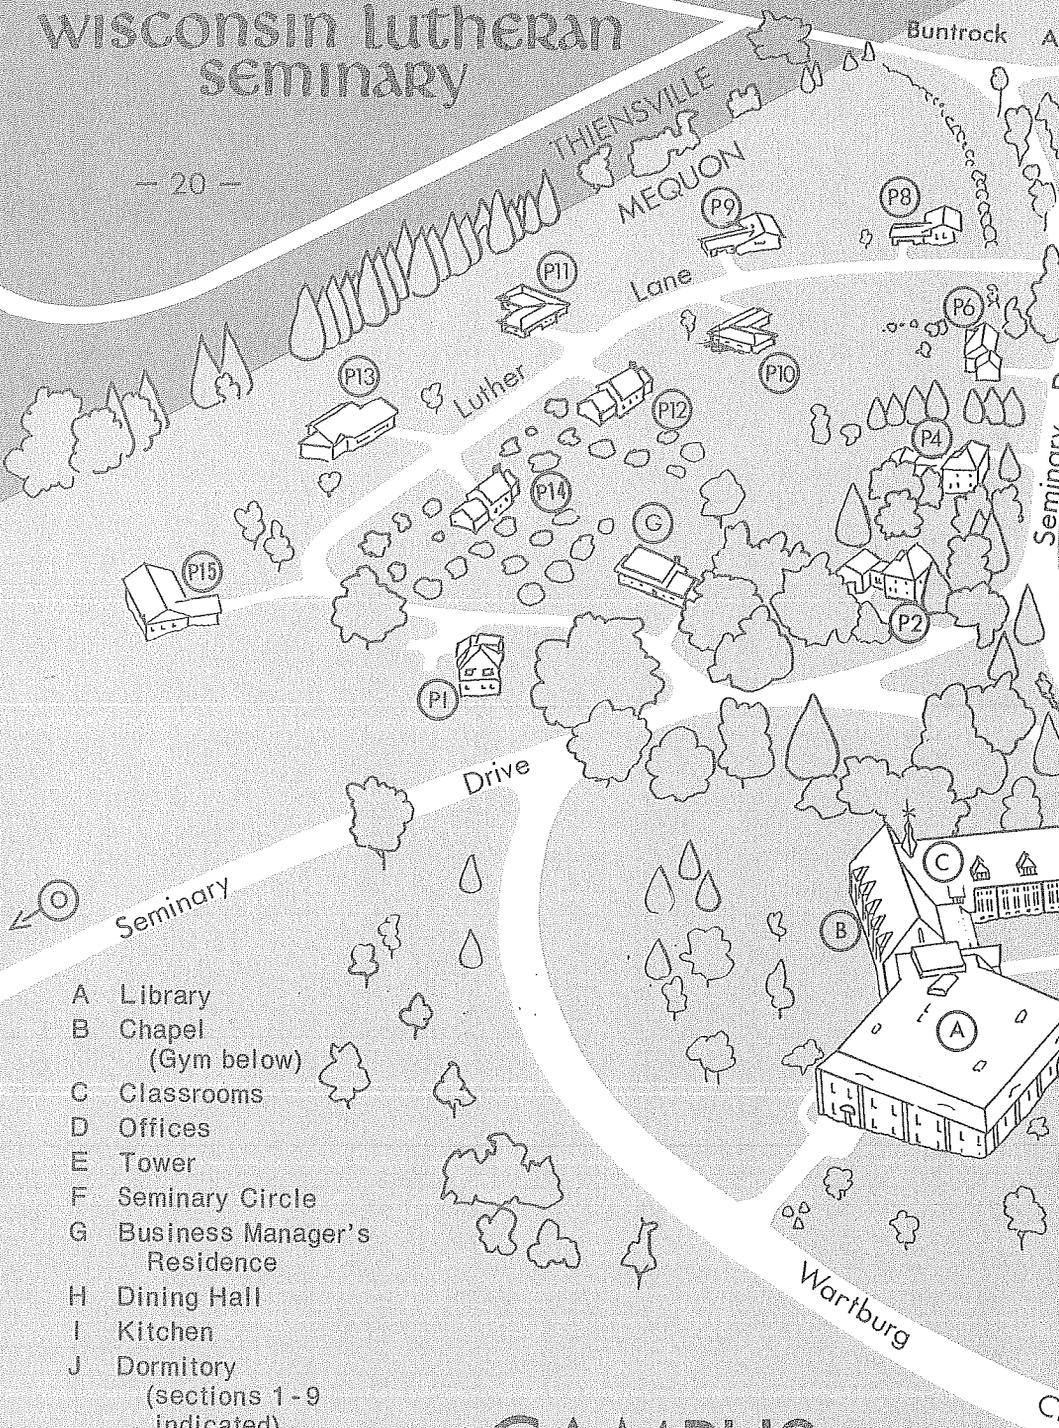 WISCONSIN LUTHERAN
SEMINARY
— 20 —
Buntrock A
THIENSVILLE
MEQUON
P9
P8
P11
Lane
P6
P13
Luther
P10
P12
P4
P14
G
Seminary
P15
P2
P1
Drive
Seminary
O
C
B
A
A Library
B Chapel
(Gym below)
C Classrooms
D Offices
E Tower
F Seminary Circle
G Business Manager's
Residence
H Dining Hall
I Kitchen
J Dormitory
(sections 1-9
indicated)
Wartburg
C
CAMPUS